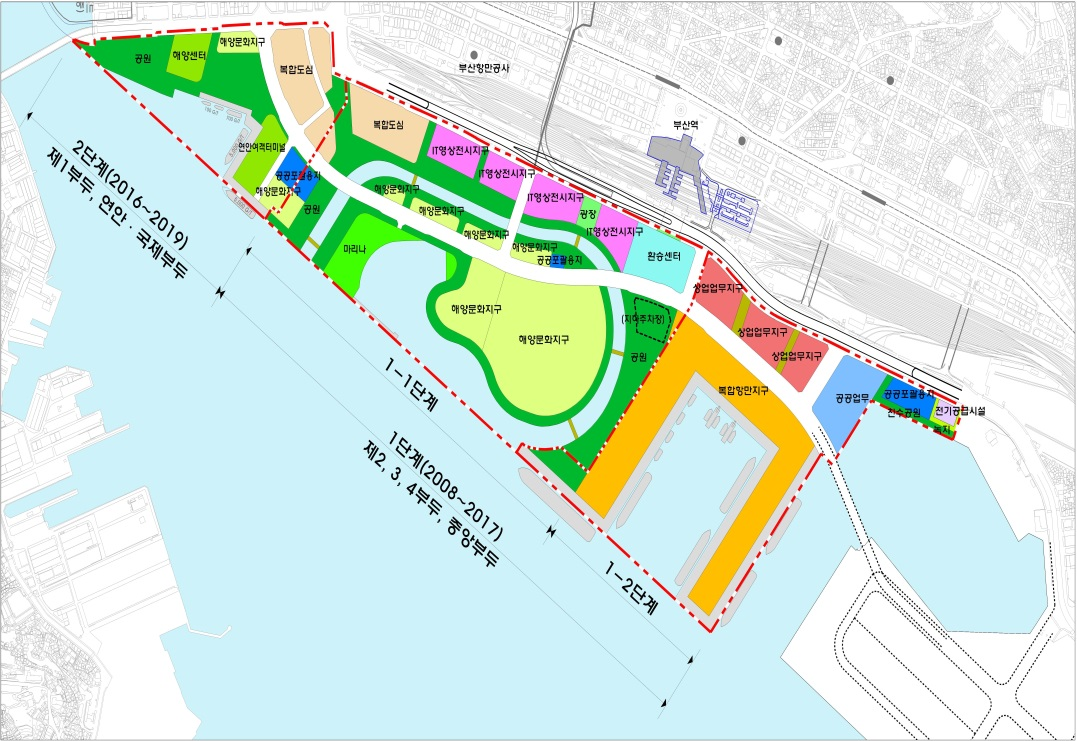 해양문화지구
공원
해양센터
복합도심
부산항만공사
복합도심
부산역
연안여객터미널
IT영상전시지구
IT영상전시지구
공공포괄용지
해양문화지구
해양문화지구
IT영상전시지구
공원
해양문화지구
광장
해양문화지구
IT영상전시지구
마리나
해양문화지구
환승센터
공공포괄용지
2단계(2016~2019)
제1부두, 연안·국제부두
상업업무지구
해양문화지구
(지하주차장)
상업업무지구
해양문화지구
공원
상업업무지구
복합항만지구
공공업무
공공포괄용지
친수공원
전기공급시설
녹지
1-1단계
1단계(2008~2017)
제2, 3, 4부두, 중앙부두
1-2단계